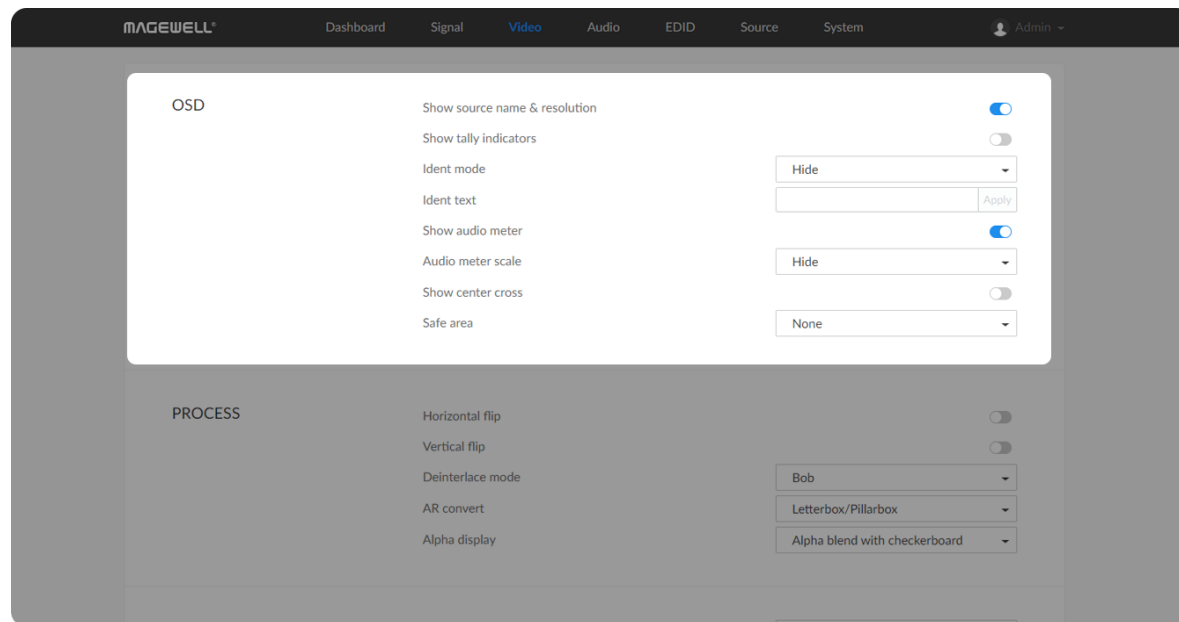 MAGEWELL® Dashboard Signal Video Audio EDID Source System Admin
OSD Show source name & resolution
Show tally indicators
Ident mode Hide
Ident text Apply
Show audio meter
Audio meter scale Hide
Show center cross
Safe area None
PROCESS Horizontal flip
Vertical flip
Deinterlace mode Bob
AR convert Letterbox/Pillarbox
Alpha display Alpha blend with checkerboard